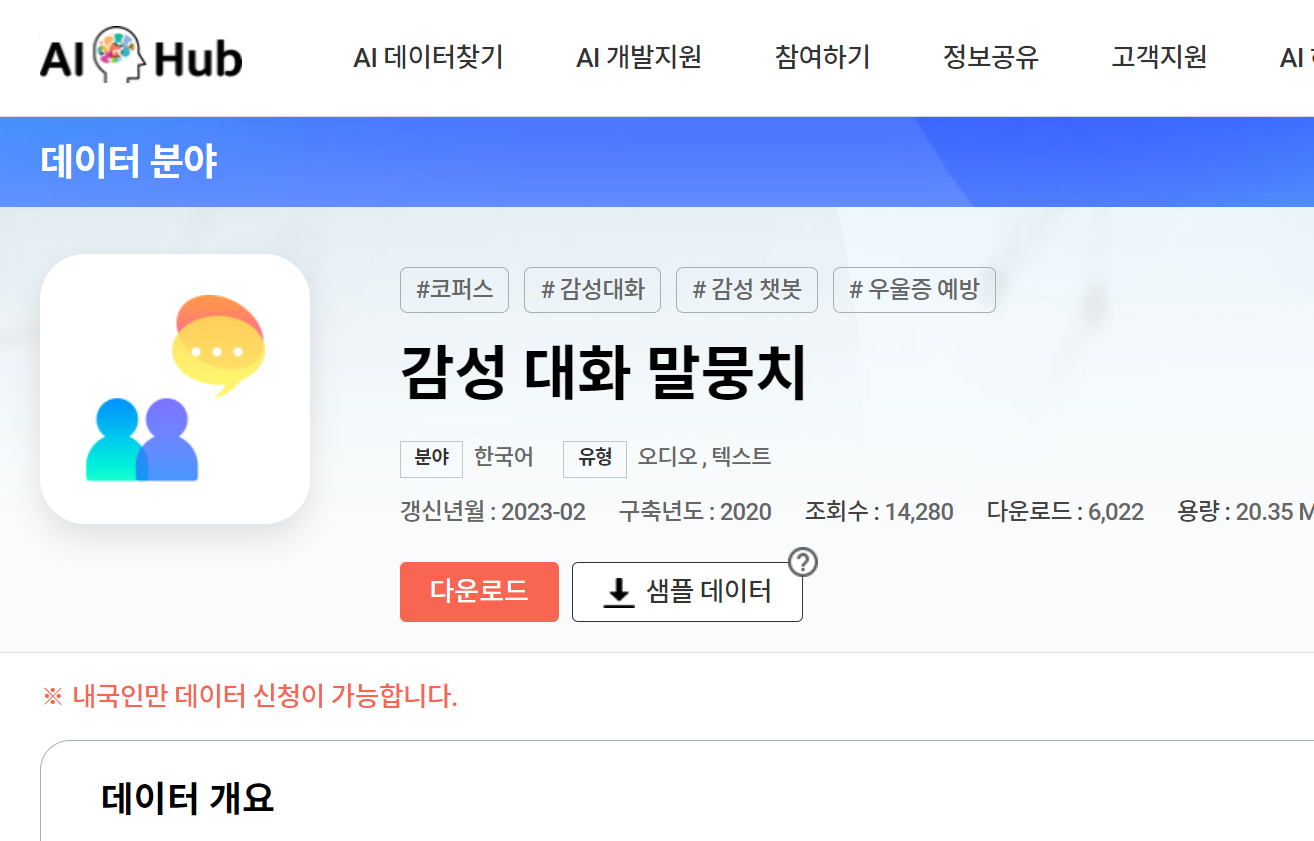 AI Hub
AI 데이터찾기 AI 개발지원 참여하기 정보공유 고객지원 AI
데이터 분야
#코퍼스 # 감성대화 # 감성 챗봇 # 우울증 예방
감성 대화 말뭉치
분야 한국어 유형 오디오 , 텍스트
갱신년월 : 2023-02 구축년도 : 2020 조회수 : 14,280 다운로드 : 6,022 용량 : 20.35
다운로드 샘플 데이터 ?
※ 내국인만 데이터 신청이 가능합니다.
데이터 개요